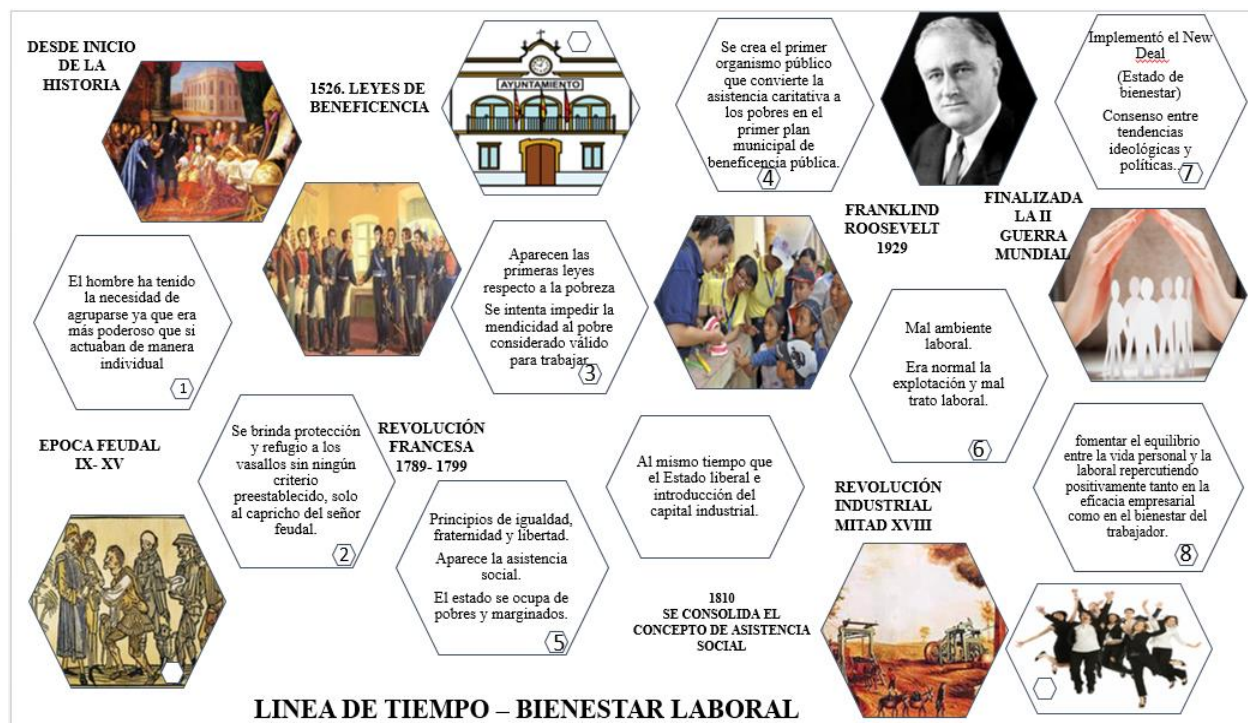 DESDE INICIO
DE LA
HISTORIA
1526. LEYES DE
BENEFICENCIA
AYUNTAMIENTO
Se crea el primer
organismo público
que convierte la
asistencia caritativa a
los pobres en el
primer plan
municipal de
beneficencia pública.
4
Implementó el New
Deal
(Estado de
bienestar)
Consenso entre
tendencias
ideológicas y
políticas..
7
FRANKLIND
ROOSEVELT
1929
FINALIZADA
LA II
GUERRA
MUNDIAL
El hombre ha tenido
la necesidad de
agruparse ya que era
más poderoso que si
actuaban de manera
individual
1
Aparecen las
primeras leyes
respecto a la pobreza
Se intenta impedir la
mendicidad al pobre
considerado válido
para trabajar
3
Mal ambiente
laboral.
Era normal la
explotación y mal
trato laboral.
6
EPOCA FEUDAL
IX- XV
Se brinda protección
y refugio a los
vasallos sin ningún
criterio
preestablecido, solo
al capricho del señor
feudal.
2
REVOLUCIÓN
FRANCESA
1789- 1799
Principios de igualdad,
fraternidad y libertad.
Aparece la asistencia
social.
El estado se ocupa de
pobres y marginados.
5
Al mismo tiempo que
el Estado liberal e
introducción del
capital industrial.
REVOLUCIÓN
INDUSTRIAL
MITAD XVIII
fomentar el equilibrio
entre la vida personal y la
laboral repercutiendo
positivamente tanto en la
eficacia empresarial
como en el bienestar del
trabajador.
8
1810
SE CONSOLIDA EL
CONCEPTO DE ASISTENCIA
SOCIAL
LINEA DE TIEMPO – BIENESTAR LABORAL